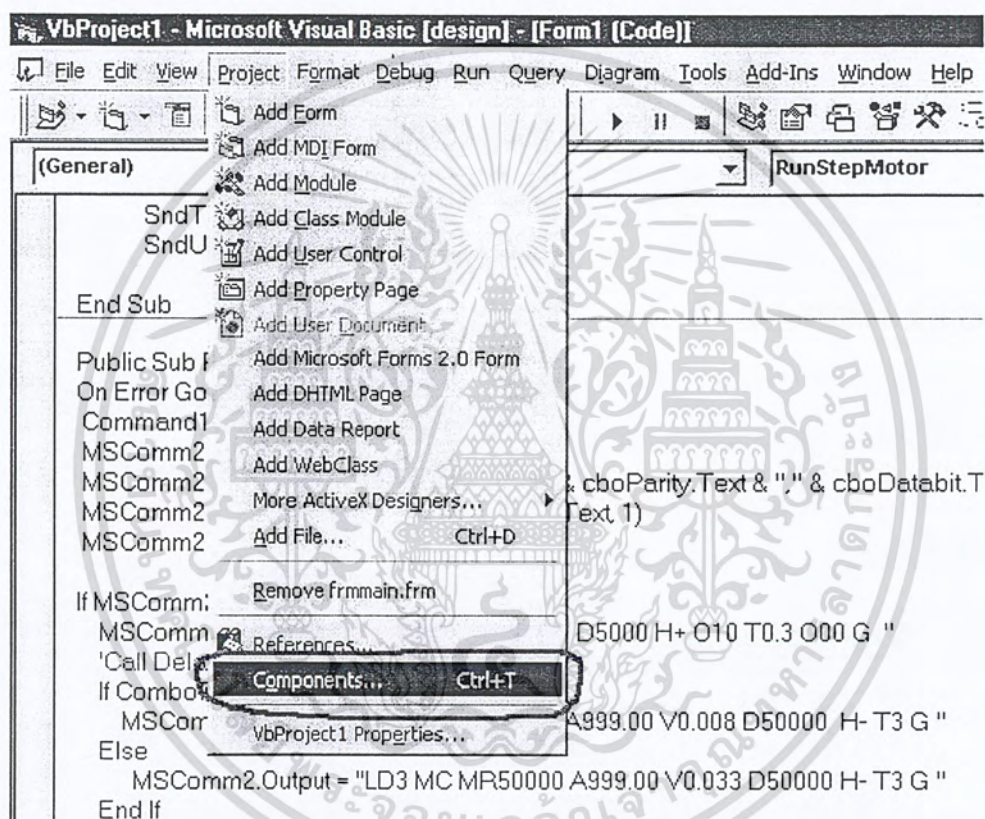 VbProject1 - Microsoft Visual Basic [design] - [Form1 (Code)]
File Edit View Project Format Debug Run Query Diagram Tools Add-Ins Window Help
(General) RunStepMotor
Add Form
Add MDI Form
Add Module
Add Class Module
Add User Control
Add Property Page
Add User Document
Add Microsoft Forms 2.0 Form
Add DHTML Page
Add Data Report
Add WebClass
More ActiveX Designers...
Add File... Ctrl+D
Remove frmmain.frm
References...
Components... Ctrl+T
VbProject1 Properties...
SndT
SndU
End Sub
Public Sub
On Error Go
Command1
MSComm2
MSComm2 & cboParity.Text & "," & cboDatabit.T
MSComm2 Text, 1)
MSComm2
If MSComm
MSComm D5000 H+ O10 T0.3 O00 G "
'Call Dela
If Combo
MSCom A999.00 V0.008 D50000 H- T3 G "
Else
MSComm2.Output = "LD3 MC MR50000 A999.00 V0.033 D50000 H- T3 G "
End If